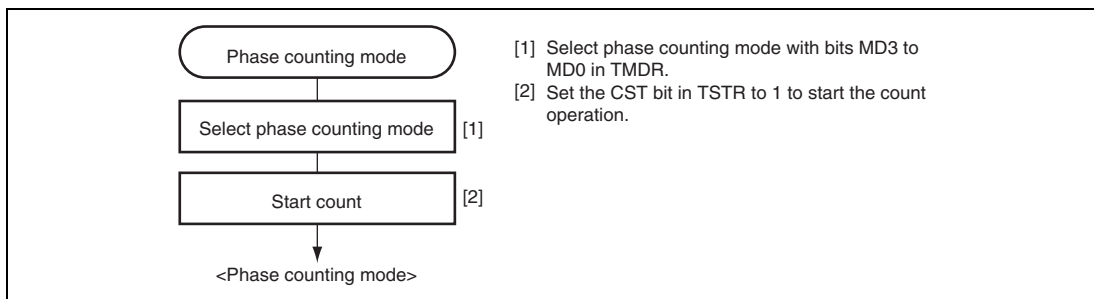 Phase counting mode
Select phase counting mode [1]
Start count [2]
<Phase counting mode>
[1] Select phase counting mode with bits MD3 to
MD0 in TMDR.
[2] Set the CST bit in TSTR to 1 to start the count
operation.